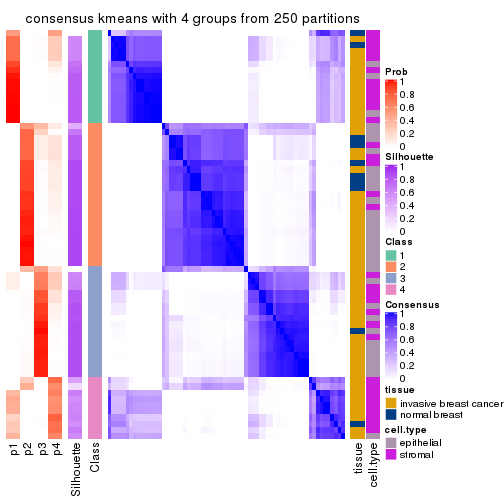 consensus kmeans with 4 groups from 250 partitions
Prob
1
0.8
0.6
0.4
0.2
0
Silhouette
1
0.8
0.6
0.4
0.2
0
Class
1
2
3
4
Consensus
1
0.8
0.6
0.4
0.2
0
tissue
invasive breast cancer
normal breast
cell.type
epithelial
stromal
p1
p2
p3
p4
Silhouette
Class
tissue
cell.type